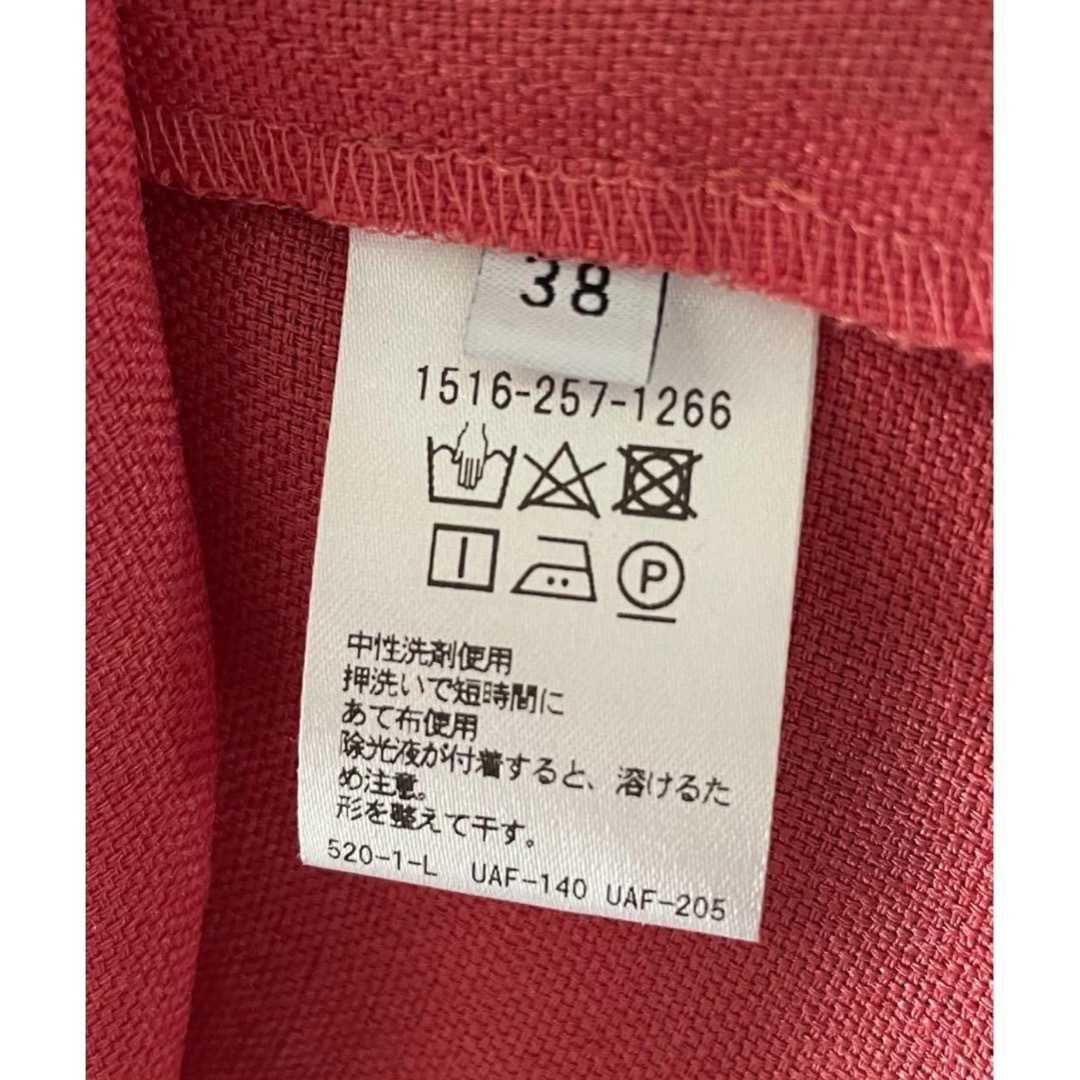 38
1516-257-1266
P
中性洗剤使用
押洗いで短時間に
あて布使用
除光液が付着すると、溶けるた
め注意。
形を整えて干す。
520-1-L UAF-140 UAF-205